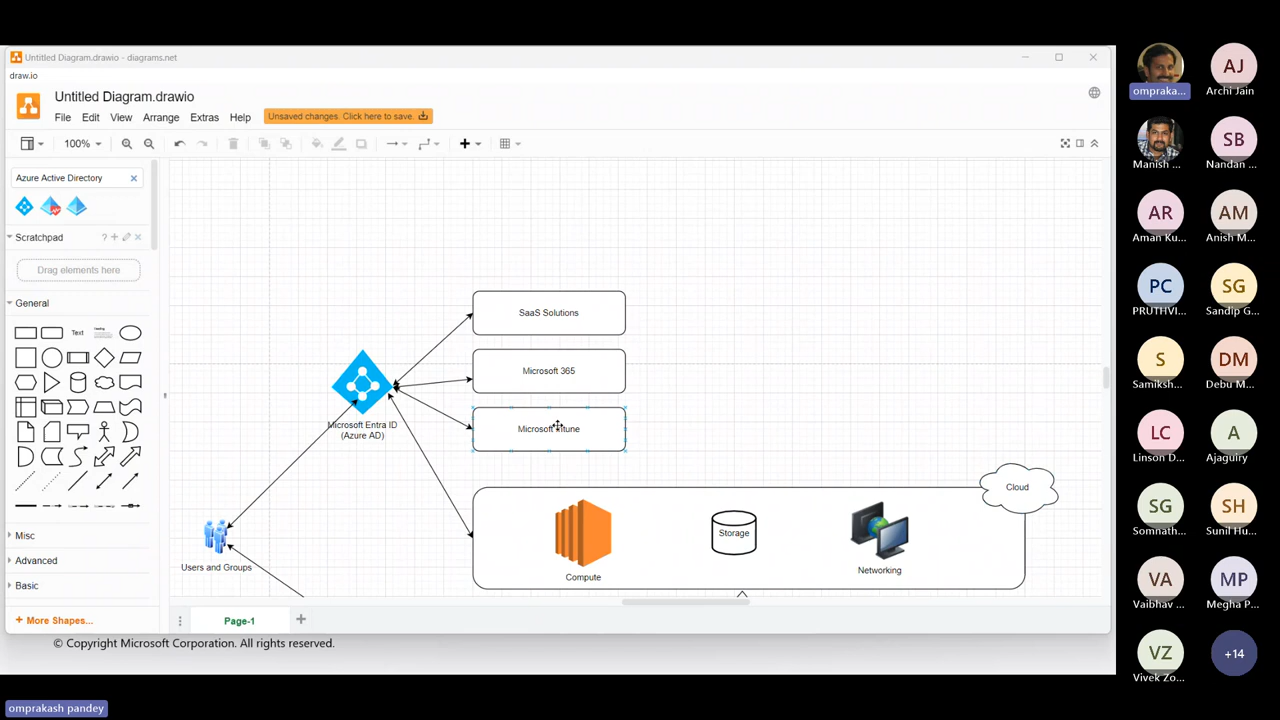 Untitled Diagram.drawio - diagrams.net
draw.io
Untitled Diagram.drawio
File Edit View Arrange Extras Help
Unsaved changes. Click here to save.
100%
Azure Active Directory
Scratchpad
Drag elements here
General
Text
Heading
Misc
Advanced
Basic
+ More Shapes...
SaaS Solutions
Microsoft 365
Microsoft Intune
Microsoft Entra ID
(Azure AD)
Users and Groups
Cloud
Compute
Storage
Networking
Page-1
© Copyright Microsoft Corporation. All rights reserved.
omprakash pandey
ompraka...
AJ
Archi Jain
Manish ...
SB
Nandan ...
AR
Aman Ku...
AM
Anish M...
PC
PRUTHVI...
SG
Sandip G...
S
Samiksh...
DM
Debu M...
LC
Linson D...
A
Ajaguiry
SG
Somnath...
SH
Sunil Hu...
VA
Vaibhav ...
MP
Megha P...
VZ
Vivek Zo...
+14